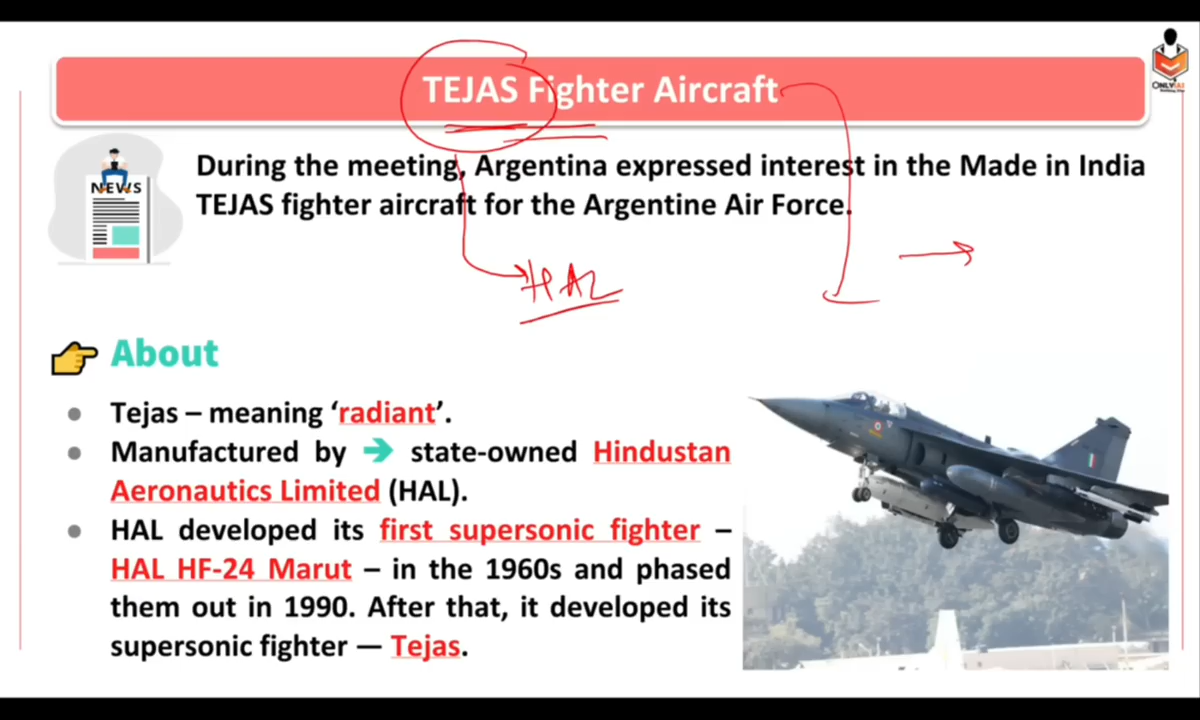 TEJAS Fighter Aircraft
ONLYIAS
NEWS
During the meeting, Argentina expressed interest in the Made in India
TEJAS fighter aircraft for the Argentine Air Force.
HAL
👉 About
● Tejas – meaning ‘radiant’.
● Manufactured by ➔ state-owned Hindustan
Aeronautics Limited (HAL).
● HAL developed its first supersonic fighter –
HAL HF-24 Marut – in the 1960s and phased
them out in 1990. After that, it developed its
supersonic fighter — Tejas.